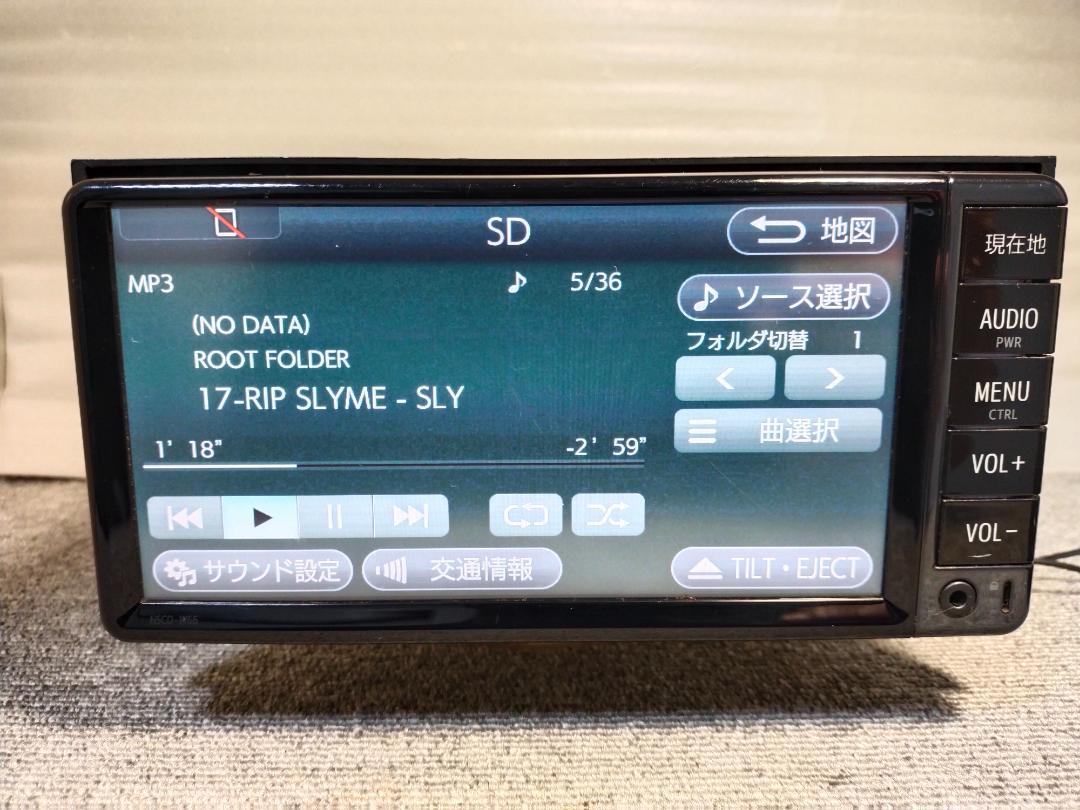 SD
地図
MP3
5/36
(NO DATA)
ROOT FOLDER
17-RIP SLYME - SLY
1' 18"
-2' 59"
ソース選択
フォルダ切替 1
曲選択
サウンド設定
交通情報
TILT・EJECT
現在地
AUDIO
PWR
MENU
CTRL
VOL+
VOL-
NSCD-W66